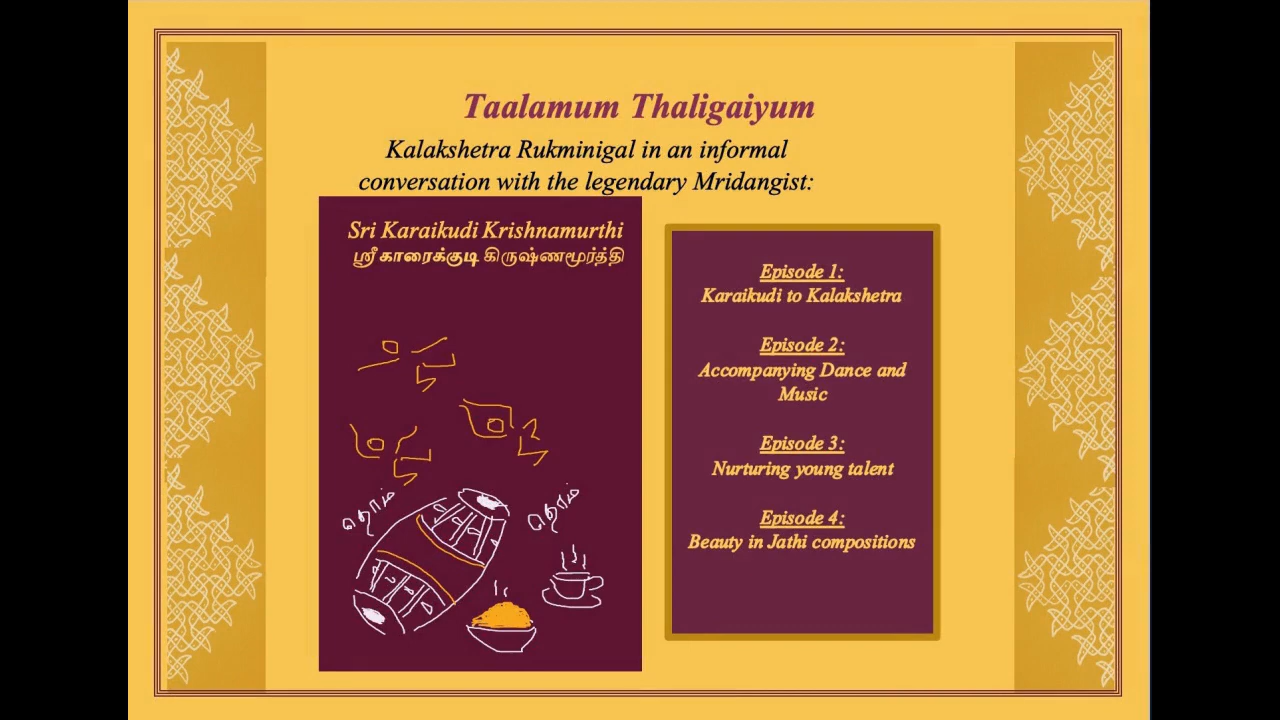 Taalamum Thaligaiyum
Kalakshetra Rukminigal in an informal
conversation with the legendary Mridangist:
Sri Karaikudi Krishnamurthi
ஸ்ரீ காரைக்குடி கிருஷ்ணமூர்த்தி
தொம்
தொம்
Episode 1:
Karaikudi to Kalakshetra
Episode 2:
Accompanying Dance and
Music
Episode 3:
Nurturing young talent
Episode 4:
Beauty in Jathi compositions